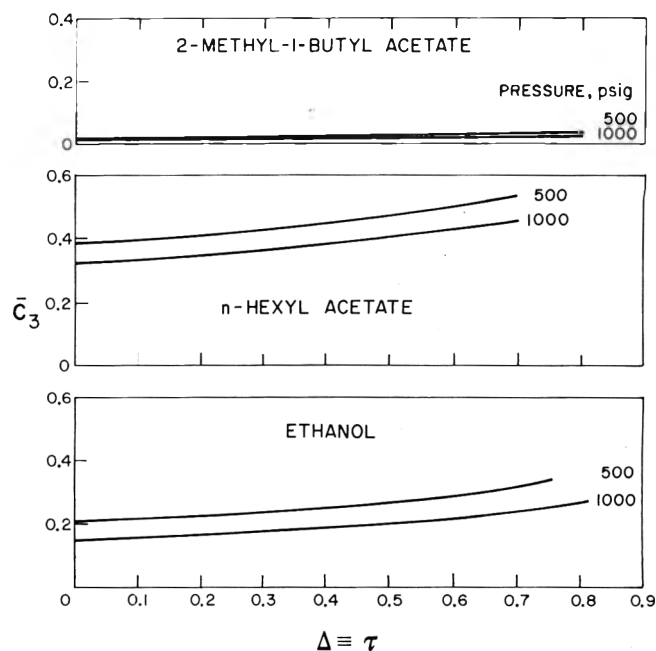 0.4
2-METHYL-1-BUTYL ACETATE
0.2
PRESSURE, psig
500
1000
0
0.6
500
0.4
1000
C̄₃
0.2
n-HEXYL ACETATE
0
0.6
ETHANOL
0.4
500
1000
0.2
0 0.1 0.2 0.3 0.4 0.5 0.6 0.7 0.8 0.9
Δ ≡ τ